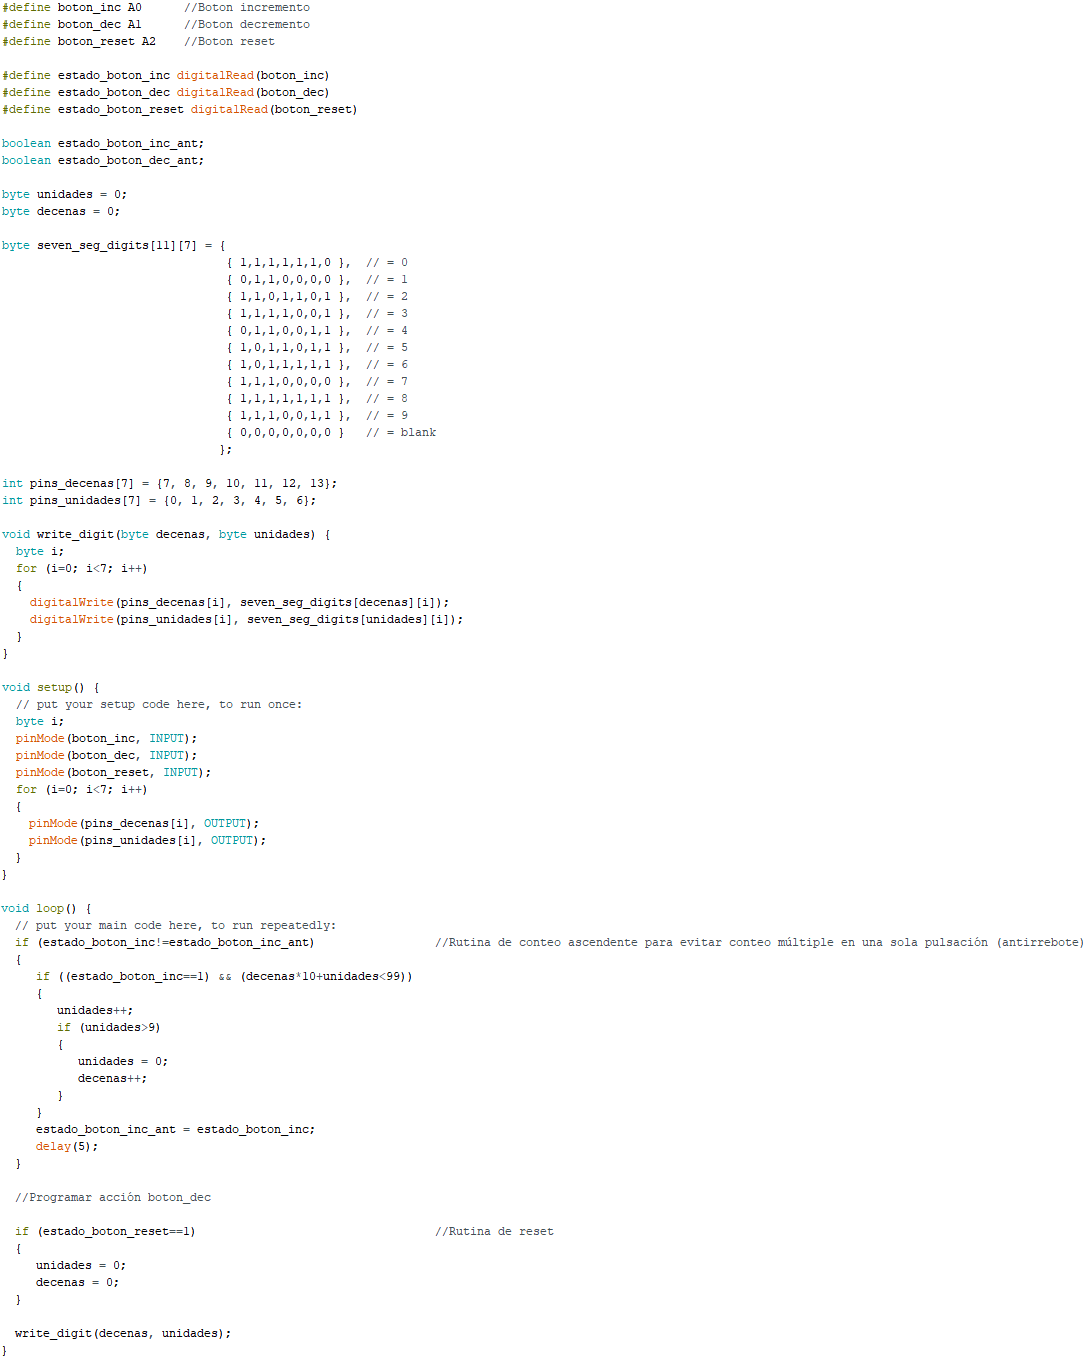 #define boton_inc A0      //Boton incremento
#define boton_dec A1      //Boton decremento
#define boton_reset A2    //Boton reset

#define estado_boton_inc digitalRead(boton_inc)
#define estado_boton_dec digitalRead(boton_dec)
#define estado_boton_reset digitalRead(boton_reset)

boolean estado_boton_inc_ant;
boolean estado_boton_dec_ant;

byte unidades = 0;
byte decenas = 0;

byte seven_seg_digits[11][7] = {
                                { 1,1,1,1,1,1,0 },  // = 0
                                { 0,1,1,0,0,0,0 },  // = 1
                                { 1,1,0,1,1,0,1 },  // = 2
                                { 1,1,1,1,0,0,1 },  // = 3
                                { 0,1,1,0,0,1,1 },  // = 4
                                { 1,0,1,1,0,1,1 },  // = 5
                                { 1,0,1,1,1,1,1 },  // = 6
                                { 1,1,1,0,0,0,0 },  // = 7
                                { 1,1,1,1,1,1,1 },  // = 8
                                { 1,1,1,0,0,1,1 },  // = 9
                                { 0,0,0,0,0,0,0 }   // = blank
                               };

int pins_decenas[7] = {7, 8, 9, 10, 11, 12, 13};
int pins_unidades[7] = {0, 1, 2, 3, 4, 5, 6};

void write_digit(byte decenas, byte unidades) {
  byte i;
  for (i=0; i<7; i++)
  {
    digitalWrite(pins_decenas[i], seven_seg_digits[decenas][i]);
    digitalWrite(pins_unidades[i], seven_seg_digits[unidades][i]);
  }
}

void setup() {
  // put your setup code here, to run once:
  byte i;
  pinMode(boton_inc, INPUT);
  pinMode(boton_dec, INPUT);
  pinMode(boton_reset, INPUT);
  for (i=0; i<7; i++)
  {
    pinMode(pins_decenas[i], OUTPUT);
    pinMode(pins_unidades[i], OUTPUT);
  }
}

void loop() {
  // put your main code here, to run repeatedly:
  if (estado_boton_inc!=estado_boton_inc_ant)                 //Rutina de conteo ascendente para evitar conteo múltiple en una sola pulsación (antirrebote)
  {
     if ((estado_boton_inc==1) && (decenas*10+unidades<99))
     {
        unidades++;
        if (unidades>9)
        {
           unidades = 0;
           decenas++;
        }
     }
     estado_boton_inc_ant = estado_boton_inc;
     delay(5);
  }

  //Programar acción boton_dec

  if (estado_boton_reset==1)                                  //Rutina de reset
  {
     unidades = 0;
     decenas = 0;
  }

  write_digit(decenas, unidades);
}